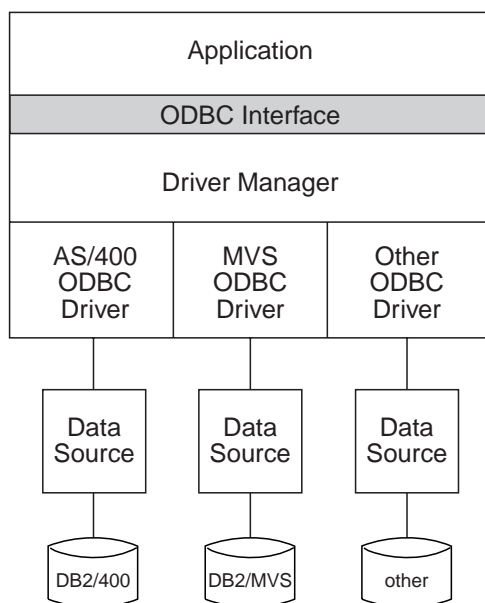 Application
ODBC Interface
Driver Manager
AS/400
ODBC
Driver
MVS
ODBC
Driver
Other
ODBC
Driver
Data
Source
Data
Source
Data
Source
DB2/400
DB2/MVS
other